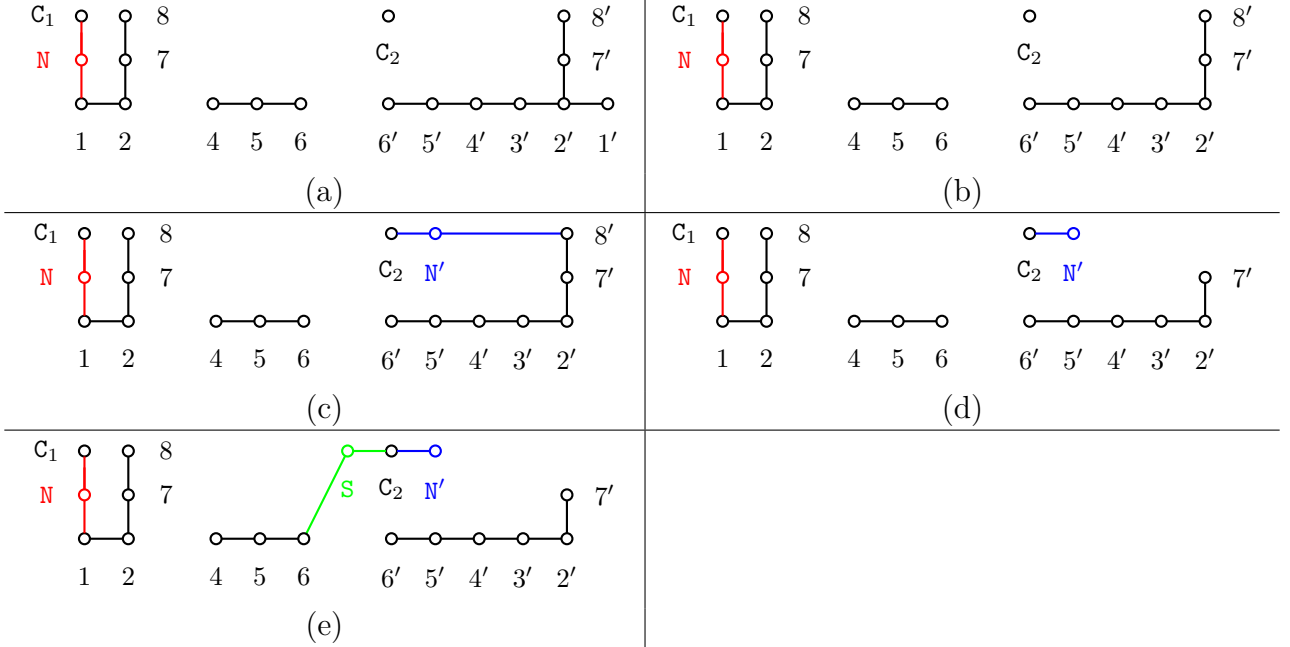 C₁ 8 8′ C₁ 8 8′
N 7 C₂ 7′ N 7 C₂ 7′
1 2 4 5 6 6′ 5′ 4′ 3′ 2′ 1′ 1 2 4 5 6 6′ 5′ 4′ 3′ 2′
(a) (b)
C₁ 8 8′ C₁ 8
N 7 C₂ N′ 7′ N 7 C₂ N′ 7′
1 2 4 5 6 6′ 5′ 4′ 3′ 2′ 1 2 4 5 6 6′ 5′ 4′ 3′ 2′
(c) (d)
C₁ 8
N 7 S C₂ N′ 7′
1 2 4 5 6 6′ 5′ 4′ 3′ 2′
(e)